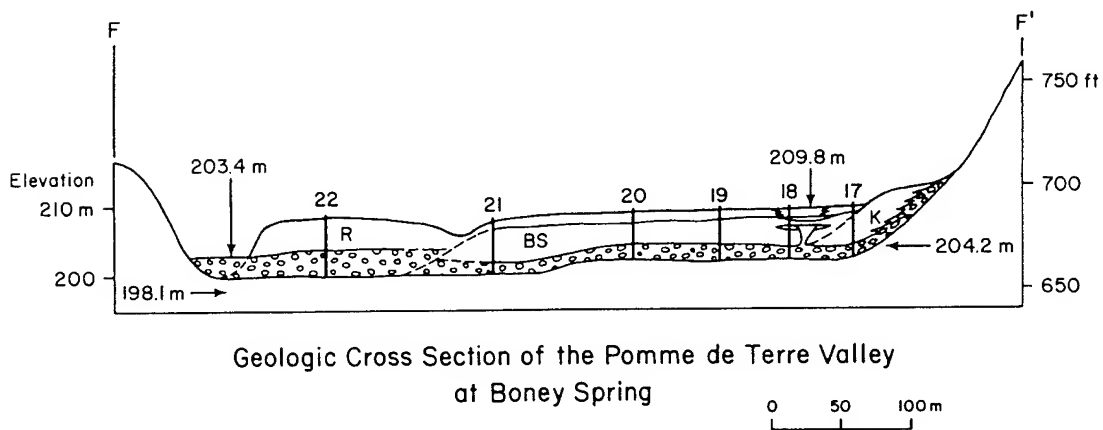 F
F'
750 ft
203.4 m
209.8 m
Elevation
700
210 m
22
21
20
19
18
17
R
BS
K
204.2 m
200
198.1 m
650
Geologic Cross Section of the Pomme de Terre Valley
at Boney Spring
0 50 100 m